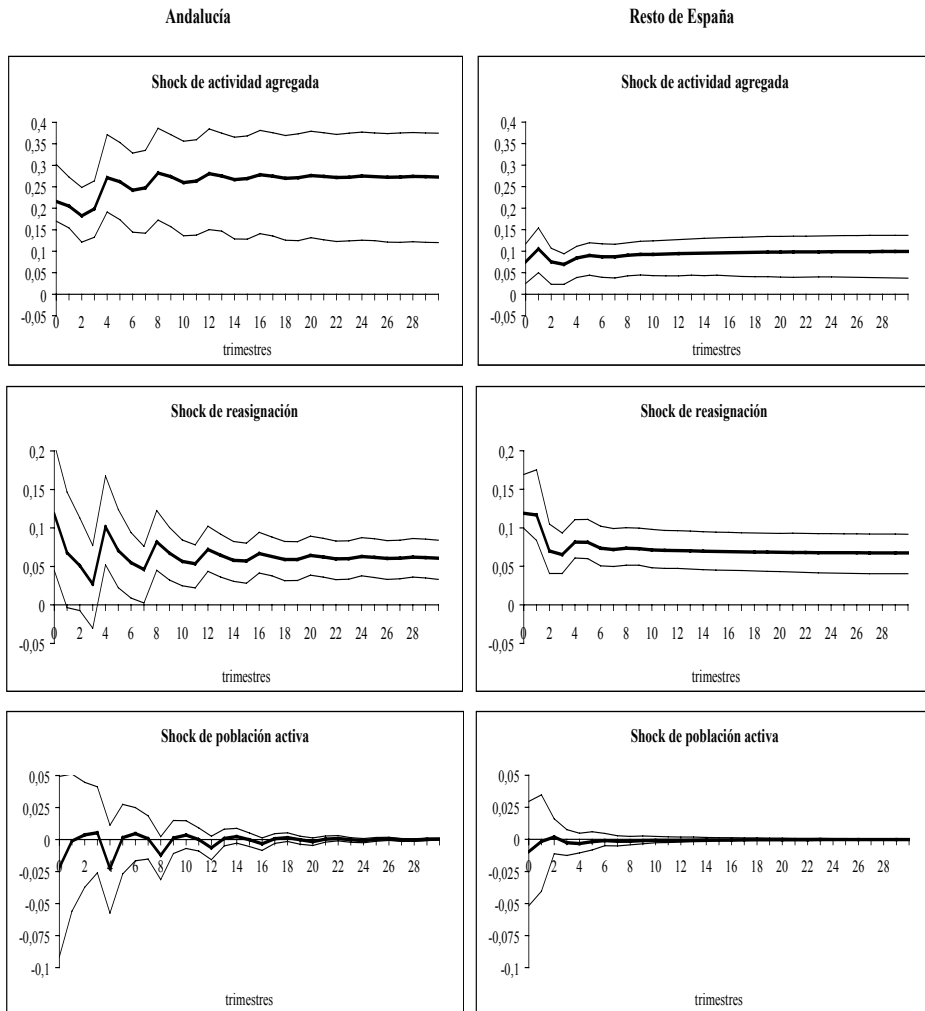 Andalucía
Resto de España
Shock de actividad agregada
0,4
0,35
0,3
0,25
0,2
0,15
0,1
0,05
0
-0,05
0 2 4 6 8 10 12 14 16 18 20 22 24 26 28
trimestres
Shock de actividad agregada
0,4
0,35
0,3
0,25
0,2
0,15
0,1
0,05
0
-0,05
0 2 4 6 8 10 12 14 16 18 20 22 24 26 28
trimestres
Shock de reasignación
0,2
0,15
0,1
0,05
0
-0,05
0 2 4 6 8 10 12 14 16 18 20 22 24 26 28
trimestres
Shock de reasignación
0,2
0,15
0,1
0,05
0
-0,05
0 2 4 6 8 10 12 14 16 18 20 22 24 26 28
trimestres
Shock de población activa
0,05
0,025
0
-0,025
-0,05
-0,075
-0,1
0 2 4 6 8 10 12 14 16 18 20 22 24 26 28
trimestres
Shock de población activa
0,05
0,025
0
-0,025
-0,05
-0,075
-0,1
0 2 4 6 8 10 12 14 16 18 20 22 24 26 28
trimestres